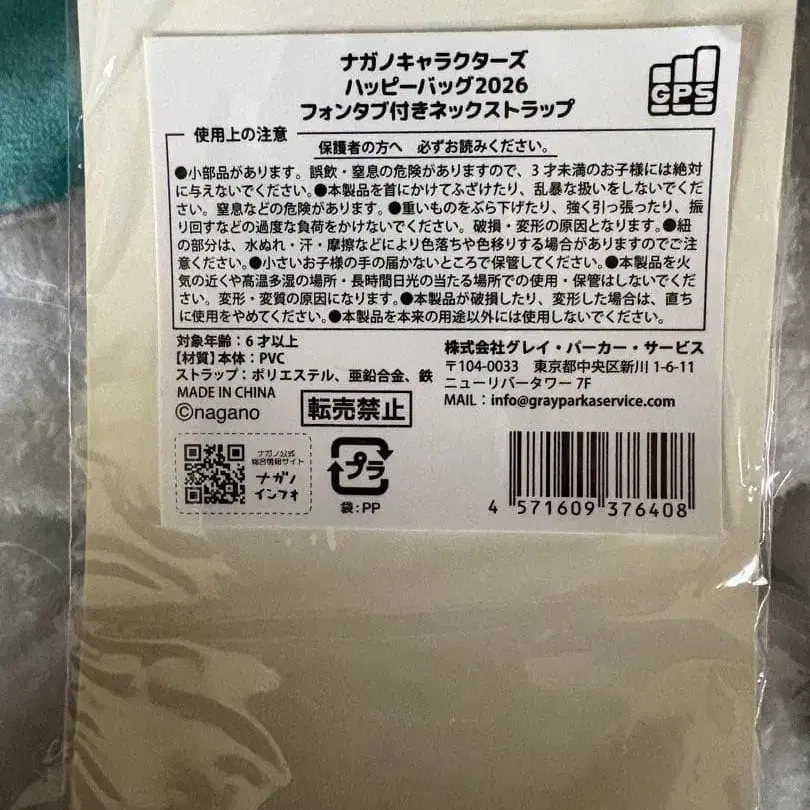 ナガノキャラクターズ
ハッピーバッグ2026
フォンタブ付きネックストラップ
GPS
使用上の注意
保護者の方へ 必ずお読みください。
●小部品があります。誤飲・窒息の危険がありますので、3才未満のお子様には絶対
に与えないでください。●本製品を首にかけてふざけたり、乱暴な扱いをしないでくだ
さい。窒息などの危険があります。●重いものをぶら下げたり、強く引っ張ったり、振
り回すなどの過度な負荷をかけないでください。破損・変形の原因となります。●紐
の部分は、水ぬれ・汗・摩擦などにより色落ちや色移りする場合がありますのでご注
意ください。●小さいお子様の手の届かないところで保管してください。●本製品を火
気の近くや高温多湿の場所・長時間日光の当たる場所での使用・保管はしないでくだ
さい。変形・変質の原因になります。●本製品が破損したり、変形した場合は、直ち
に使用をやめてください。●本製品を本来の用途以外には使用しないでください。
対象年齢：6才以上
【材質】本体：PVC
ストラップ：ポリエステル、亜鉛合金、鉄
MADE IN CHINA
©nagano
転売禁止
株式会社グレイ・パーカー・サービス
〒104-0033 東京都中央区新川 1-6-11
ニューリバータワー 7F
MAIL：info@grayparkaservice.com
ナガノ公式
総合情報サイト
ナガノ
インフォ
プラ
袋：PP
4 571609 376408